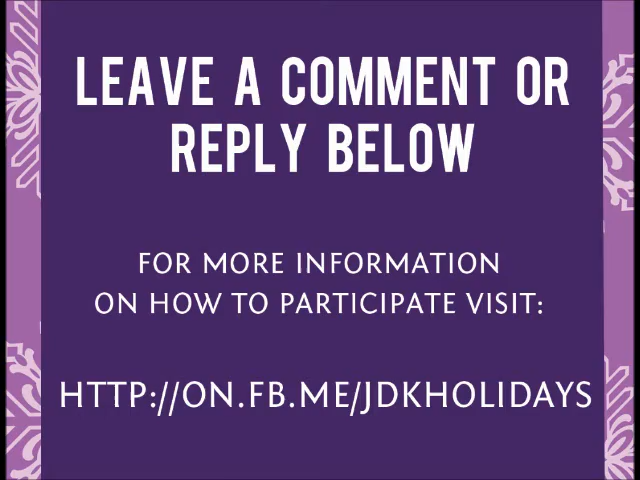 LEAVE A COMMENT OR
REPLY BELOW
FOR MORE INFORMATION
ON HOW TO PARTICIPATE VISIT:
HTTP://ON.FB.ME/JDKHOLIDAYS